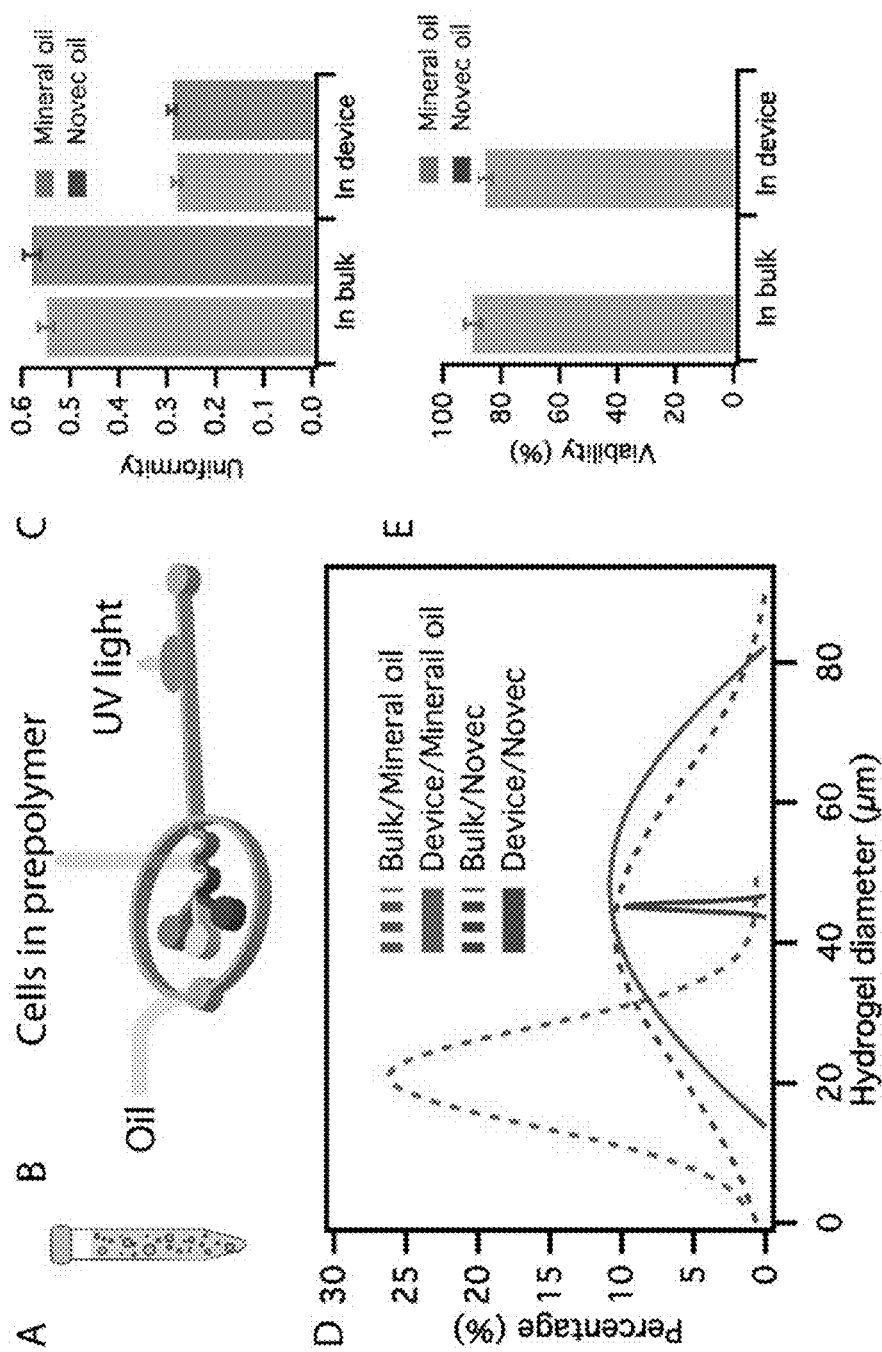 A
B
Oil
Cells in prepolymer
UV light
C
Uniformity
0.6
0.5
0.4
0.3
0.2
0.1
0.0
In bulk
In device
Mineral oil
Novec oil
D
Percentage (%)
30
25
20
15
10
5
0
0
20
40
60
80
Hydrogel diameter (µm)
Bulk/Mineral oil
Device/Minerail oil
Bulk/Novec
Device/Novec
E
Viability (%)
100
80
60
40
20
0
In bulk
In device
Mineral oil
Novec oil